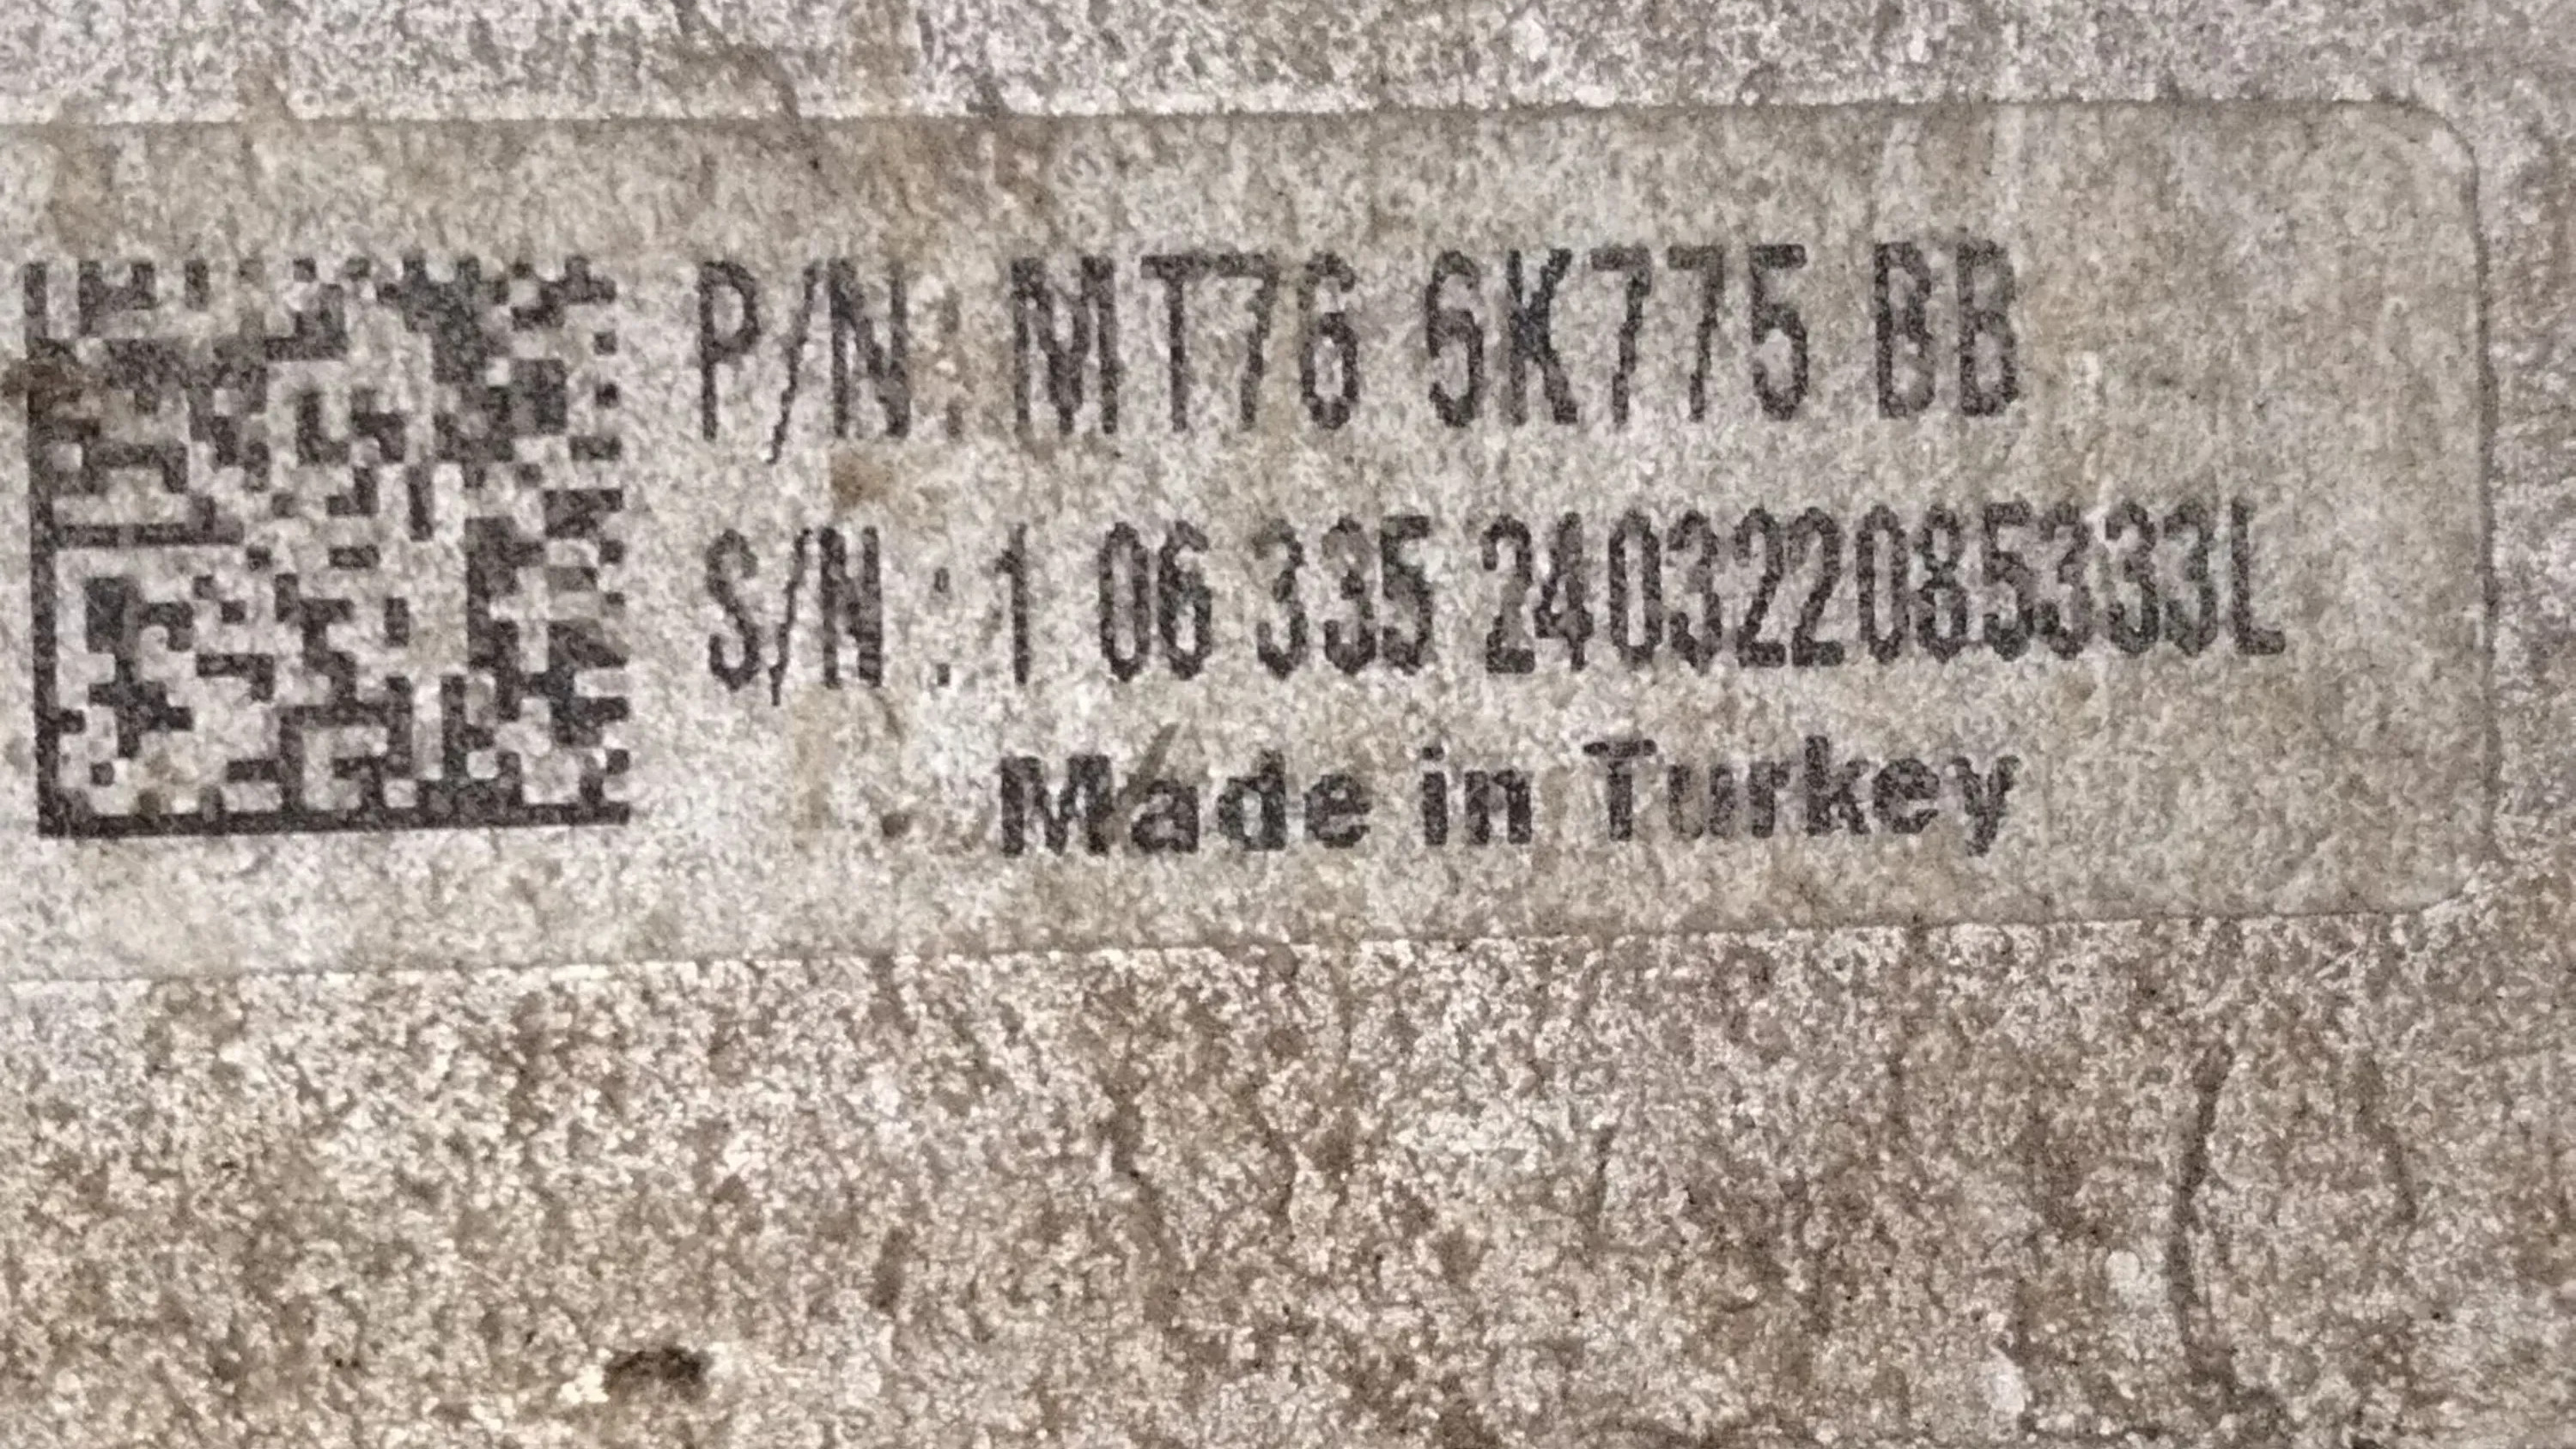 P/N : MT76 6K775 BB
S/N : 1 06 335 240322085333L
Made in Turkey